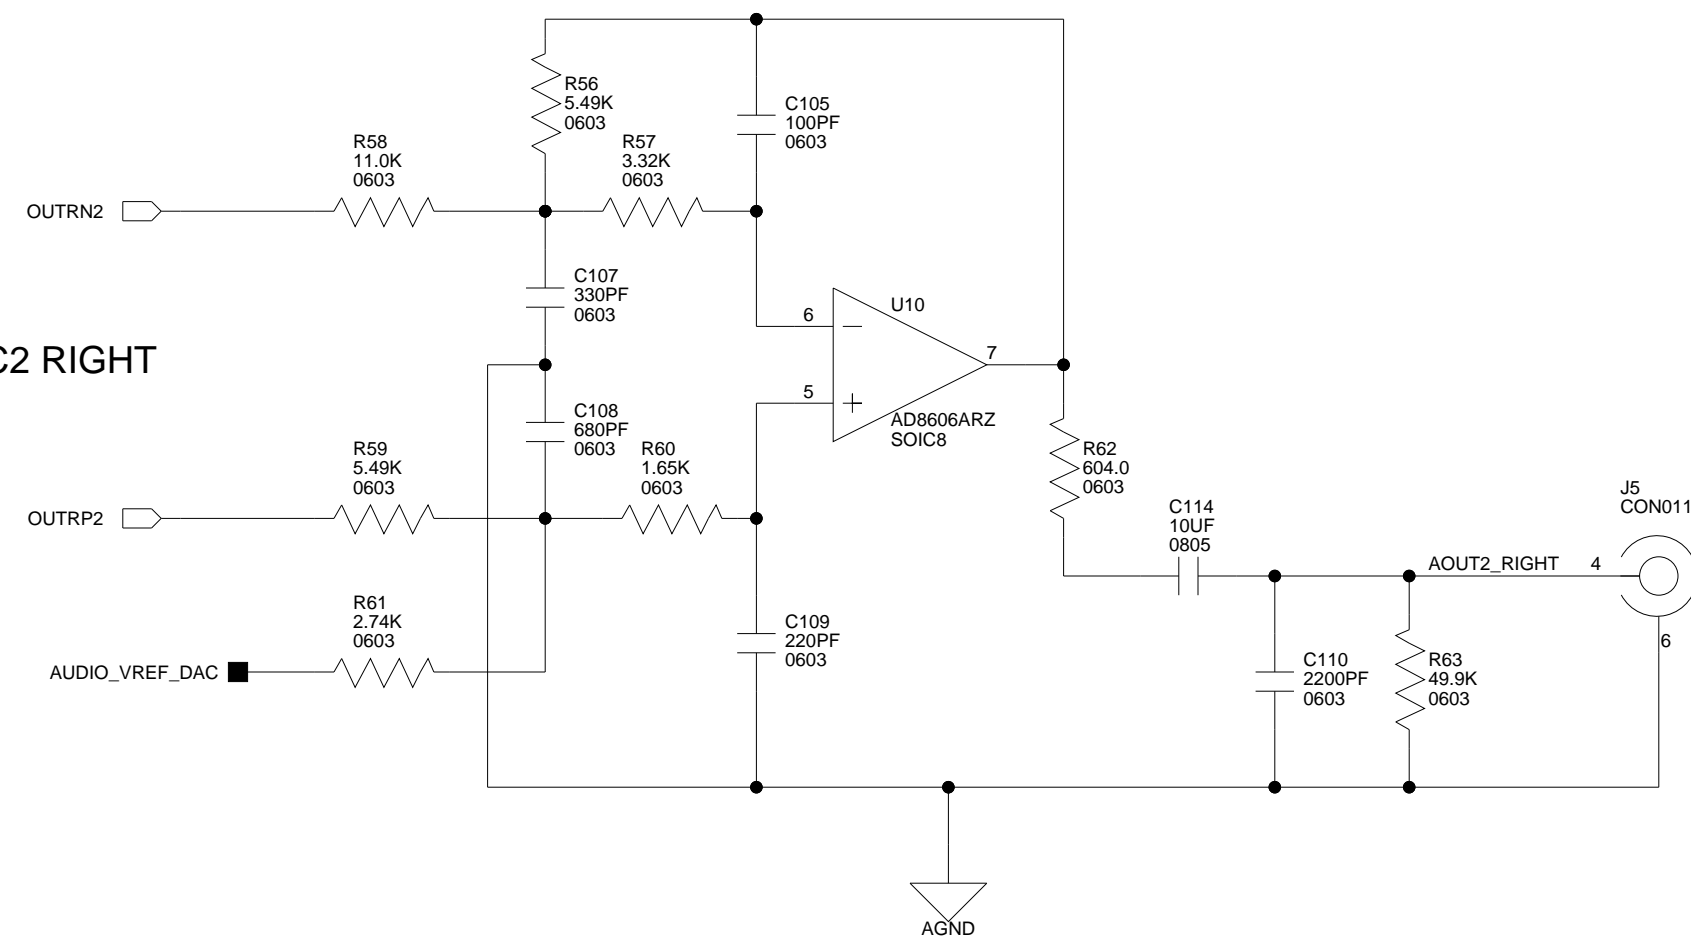 R56
5.49K
0603
C105
100PF
0603
R58
11.0K
0603
R57
3.32K
0603
OUTRN2
C107
330PF
0603
U10
6
7
5
AD8606ARZ
SOIC8
C2 RIGHT
C108
680PF
0603
R59
5.49K
0603
R60
1.65K
0603
R62
604.0
0603
OUTRP2
C114
10UF
0805
J5
CON011
AOUT2_RIGHT
4
6
R61
2.74K
0603
AUDIO_VREF_DAC
C109
220PF
0603
C110
2200PF
0603
R63
49.9K
0603
AGND